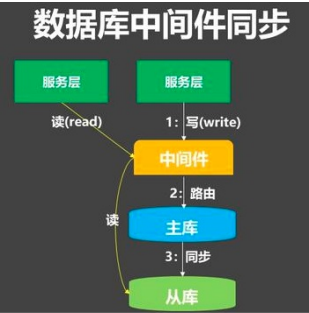 数据库中间件同步
服务层
服务层
读(read)
1：写(write)
中间件
2：路由
读
主库
3：同步
从库